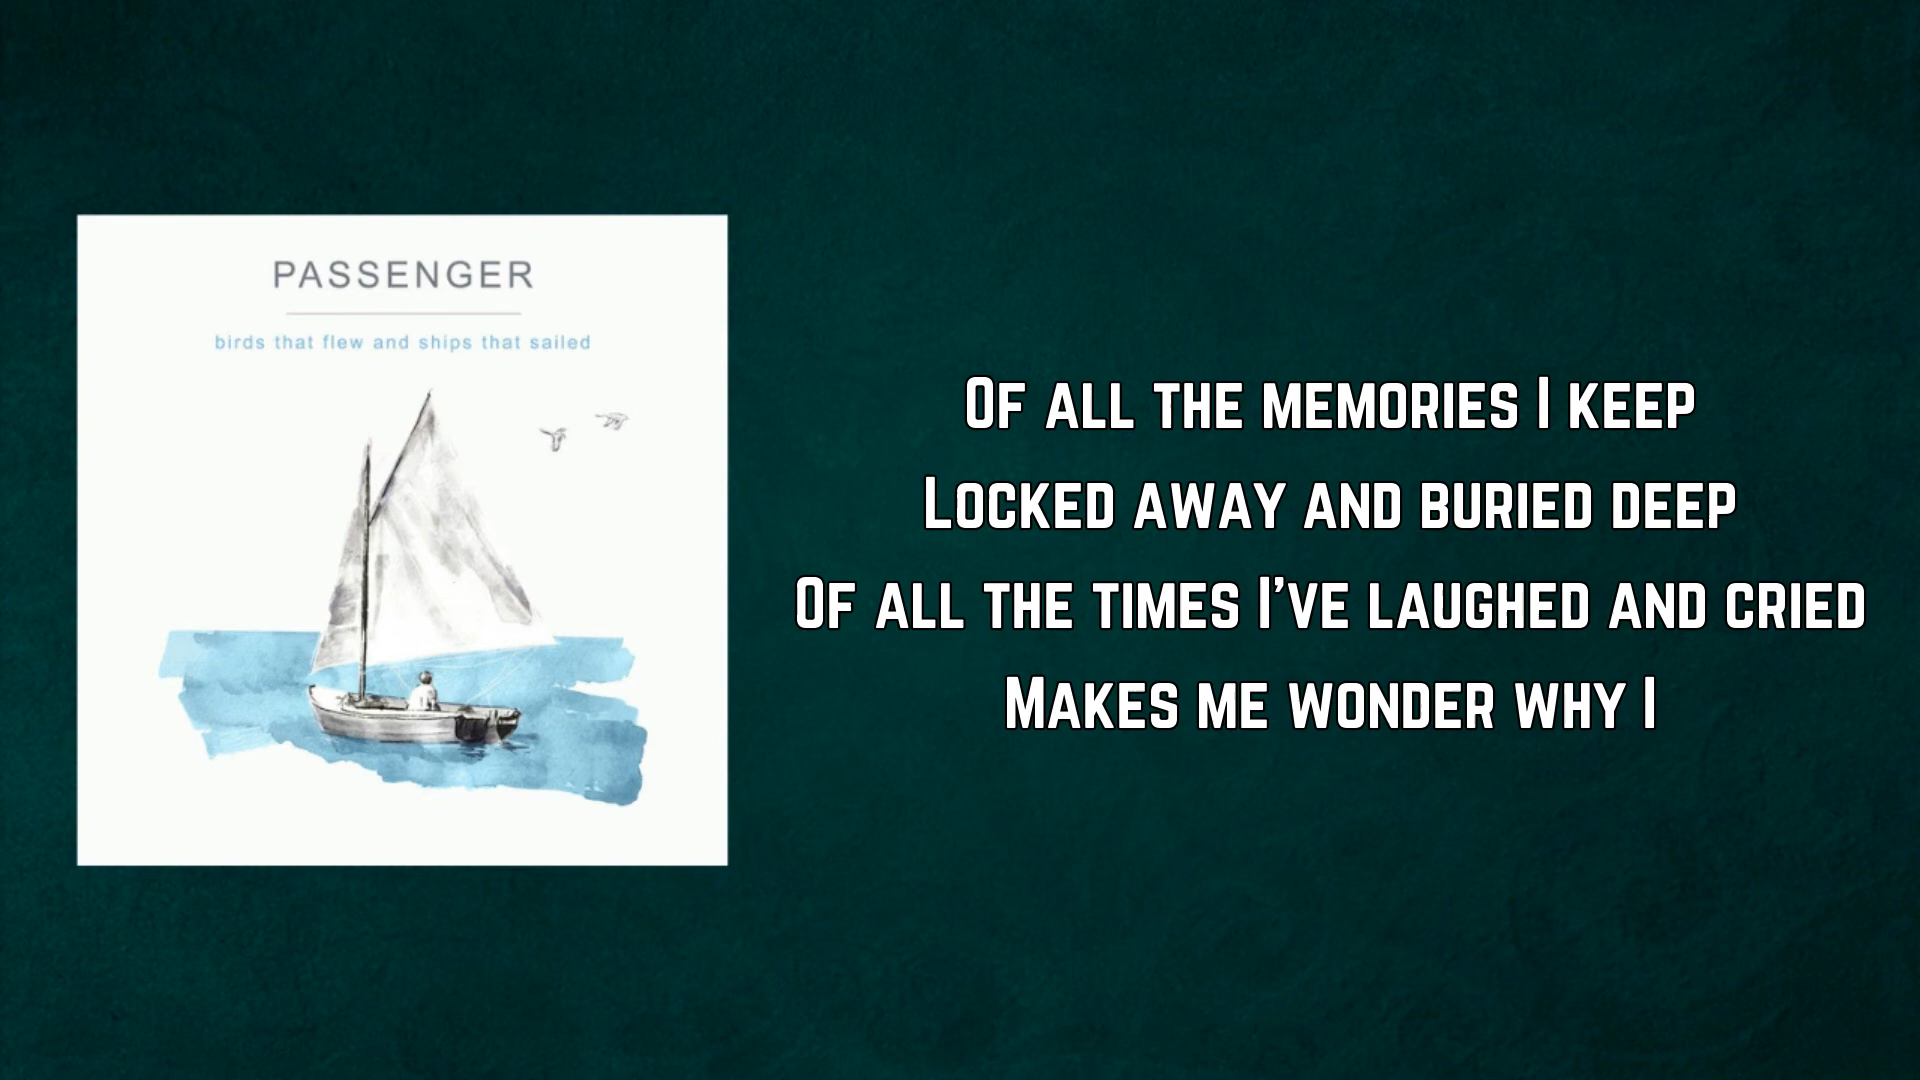 PASSENGER
birds that flew and ships that sailed
Of all the memories I keep
Locked away and buried deep
Of all the times I've laughed and cried
Makes me wonder why I